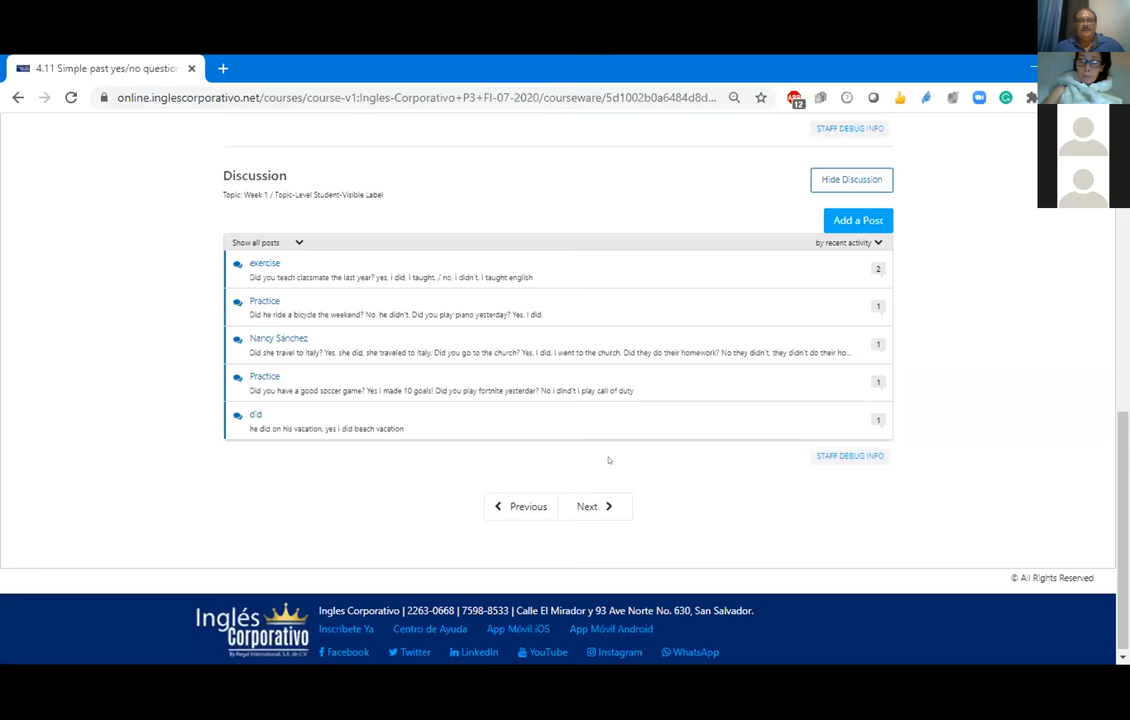 4.11 Simple past yes/no question
online.inglescorporativo.net/courses/course-v1:Ingles-Corporativo+P3+FI-07-2020/courseware/5d1002b0a6484d8d...
12
STAFF DEBUG INFO
Discussion
Hide Discussion
Topic: Week 1 / Topic-Level Student-Visible Label
Add a Post
Show all posts
by recent activity
exercise
2
Did you teach classmate the last year? yes, i did. i taught. / no, i didn't. i taught english
Practice
1
Did he ride a bicycle the weekend? No, he didn't. Did you play piano yesterday? Yes, I did.
Nancy Sánchez
1
Did she travel to Italy? Yes, she did, she traveled to Italy. Did you go to the church? Yes, I did. I went to the church. Did they do their homework? No they didn't, they didn't do their ho...
Practice
1
Did you have a good soccer game? Yes i made 10 goals! Did you play fortnite yesterdar? No i dind't i play call of duty
did
1
he did on his vacation, yes i did beach vacation
STAFF DEBUG INFO
Previous
Next
© All Rights Reserved
Inglés
Corporativo
By Regal International, S.A. de C.V.
Ingles Corporativo | 2263-0668 | 7598-8533 | Calle El Mirador y 93 Ave Norte No. 630, San Salvador.
Inscríbete Ya
Centro de Ayuda
App Móvil iOS
App Móvil Android
Facebook
Twitter
LinkedIn
YouTube
Instagram
WhatsApp